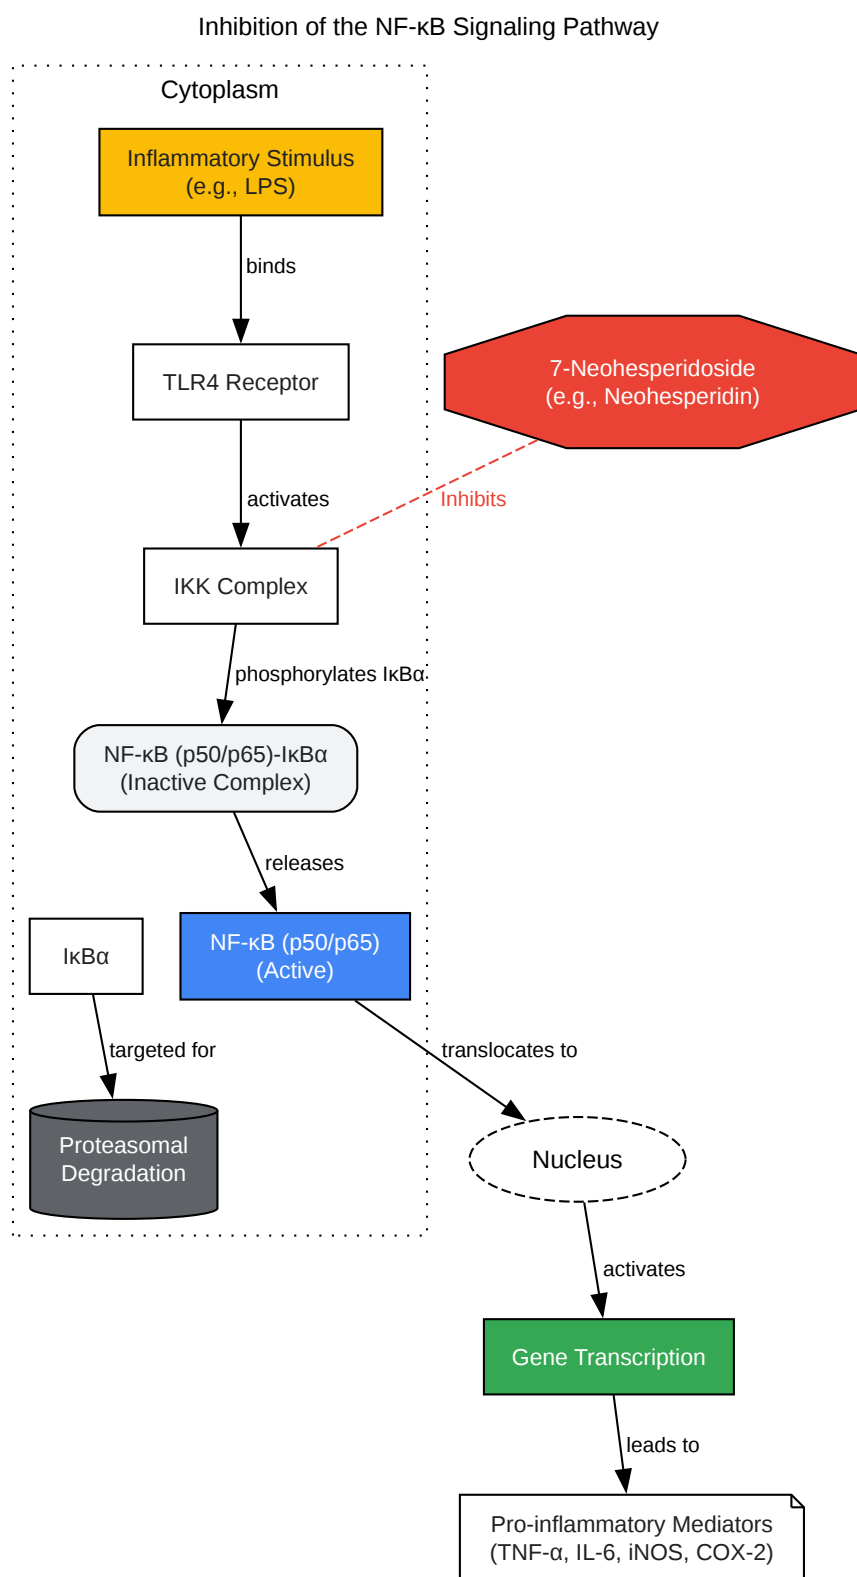 Inhibition of the NF-κB Signaling Pathway
Cytoplasm
Inflammatory Stimulus
(e.g., LPS)
binds
TLR4 Receptor
7-Neohesperidoside
(e.g., Neohesperidin)
activates
Inhibits
IKK Complex
phosphorylates IκBα
NF-κB (p50/p65)-IκBα
(Inactive Complex)
releases
IκBα
NF-κB (p50/p65)
(Active)
targeted for
translocates to
Proteasomal
Degradation
Nucleus
activates
Gene Transcription
leads to
Pro-inflammatory Mediators
(TNF-α, IL-6, iNOS, COX-2)